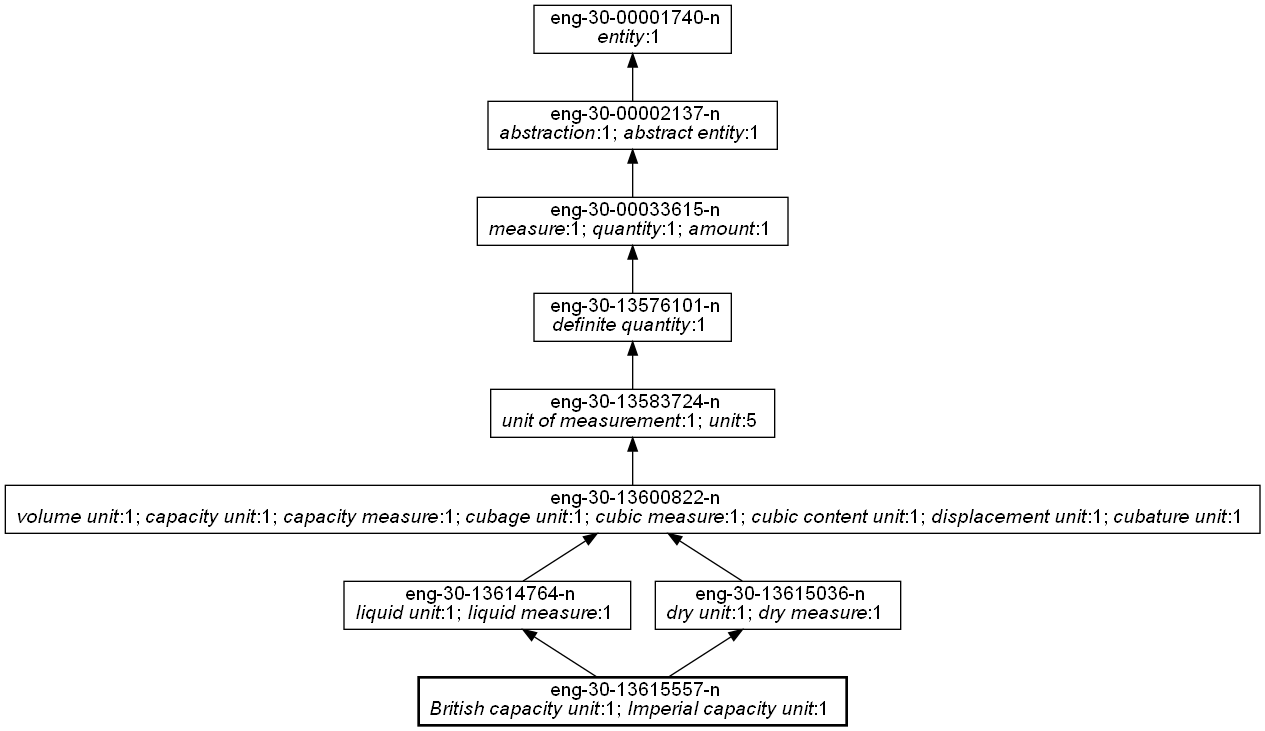 eng-30-00001740-n
entity:1
eng-30-00002137-n
abstraction:1; abstract entity:1
eng-30-00033615-n
measure:1; quantity:1; amount:1
eng-30-13576101-n
definite quantity:1
eng-30-13583724-n
unit of measurement:1; unit:5
eng-30-13600822-n
volume unit:1; capacity unit:1; capacity measure:1; cubage unit:1; cubic measure:1; cubic content unit:1; displacement unit:1; cubature unit:1
eng-30-13614764-n
liquid unit:1; liquid measure:1
eng-30-13615036-n
dry unit:1; dry measure:1
eng-30-13615557-n
British capacity unit:1; Imperial capacity unit:1